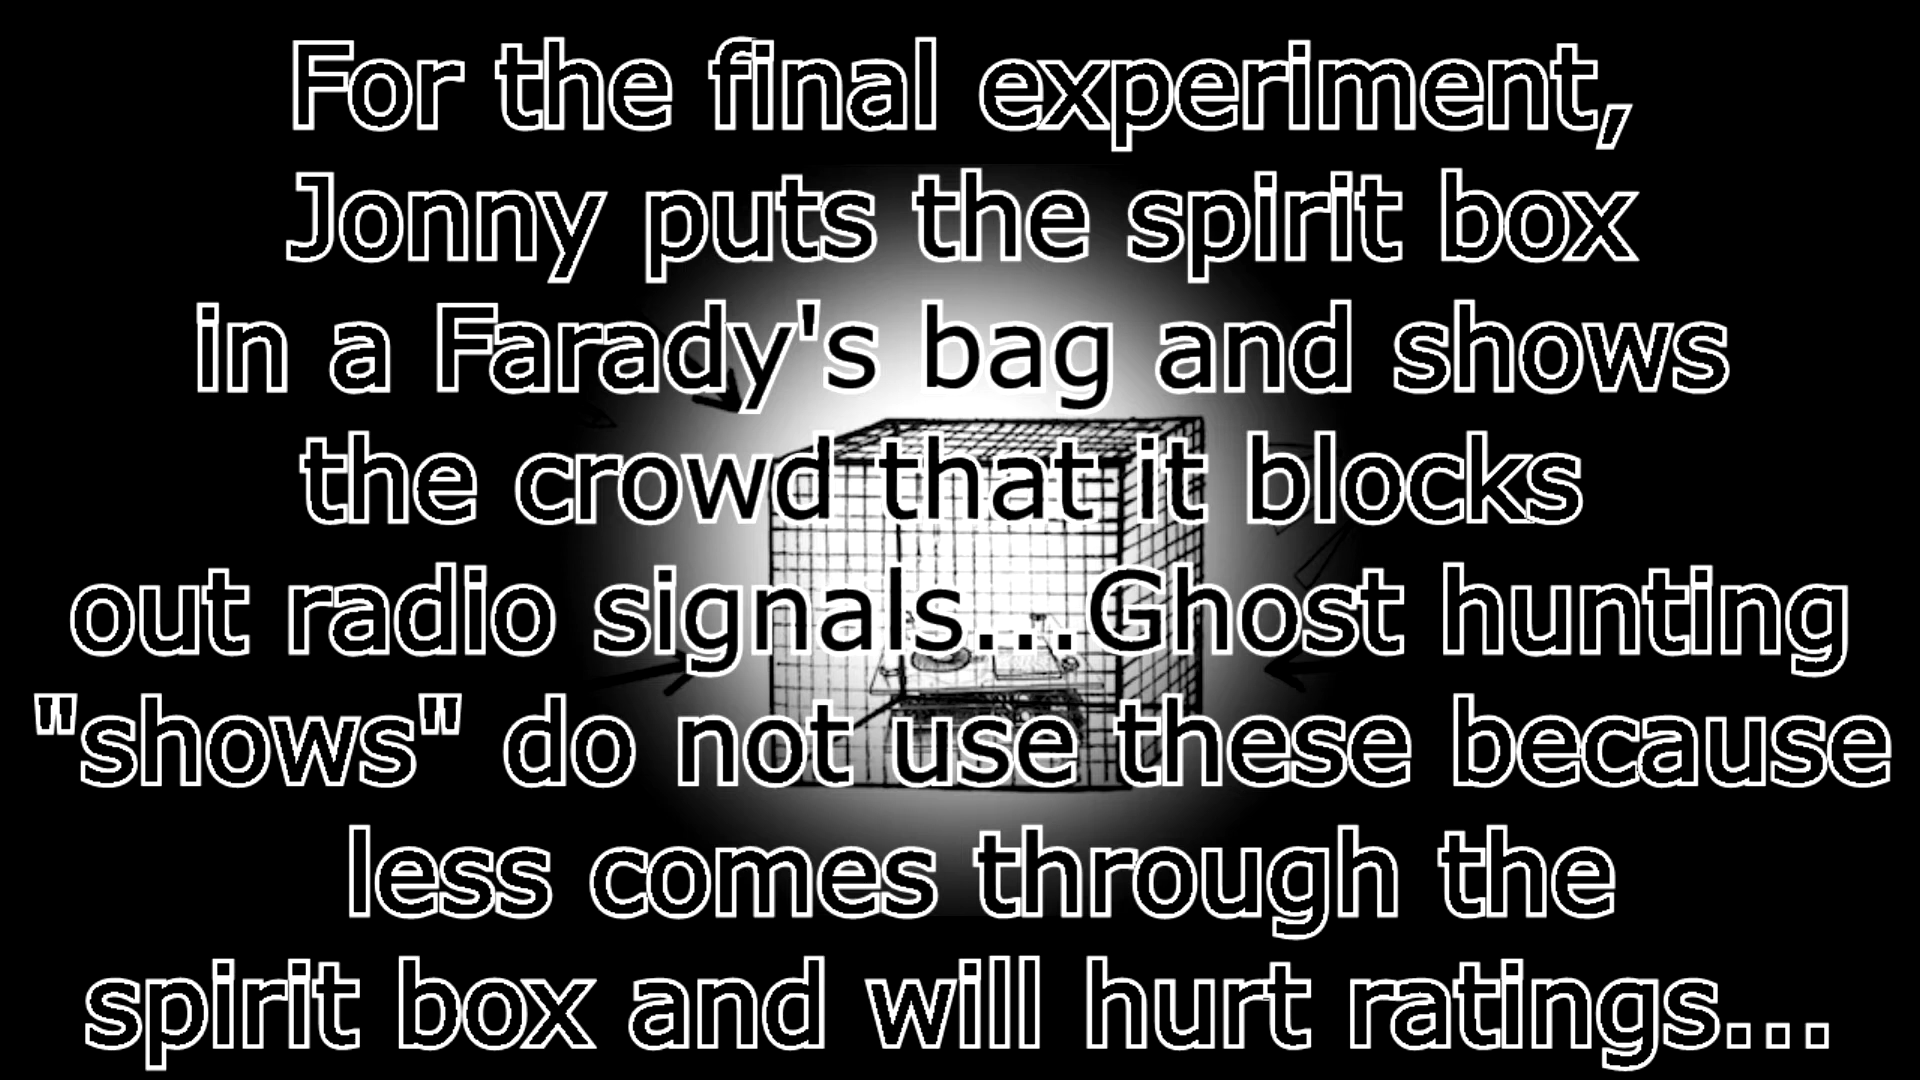 For the final experiment,
Jonny puts the spirit box
in a Farady's bag and shows
the crowd that it blocks
out radio signals...Ghost hunting
"shows" do not use these because
less comes through the
spirit box and will hurt ratings...